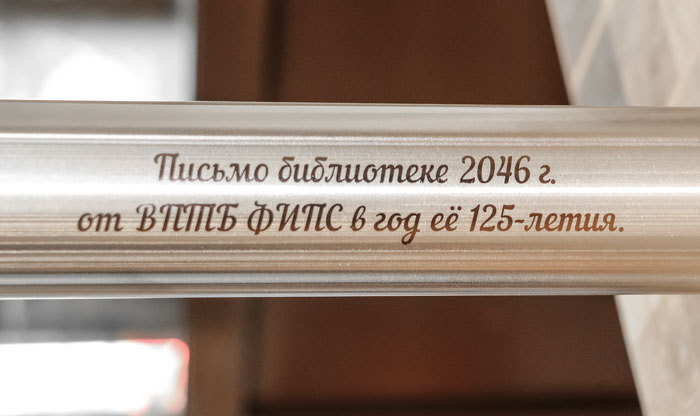 Письмо библиотеке 2046 г.
от ВПТБ ФИПС в год её 125-летия.